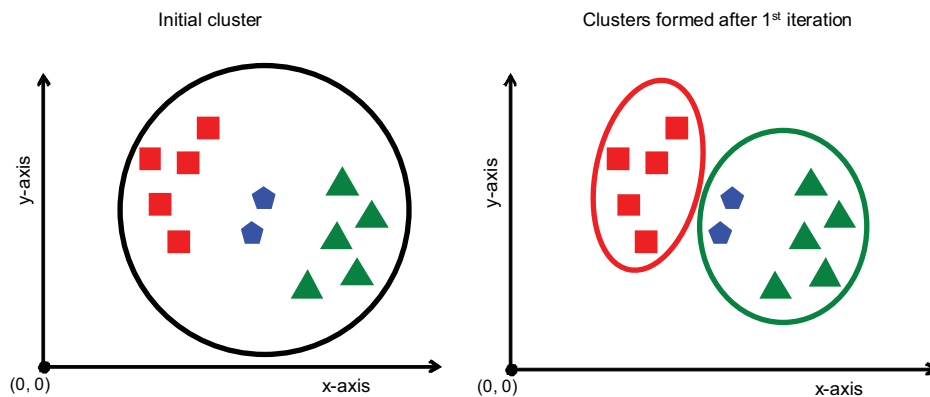 Initial cluster
y-axis
(0, 0)
x-axis
Clusters formed after 1st iteration
y-axis
(0, 0)
x-axis